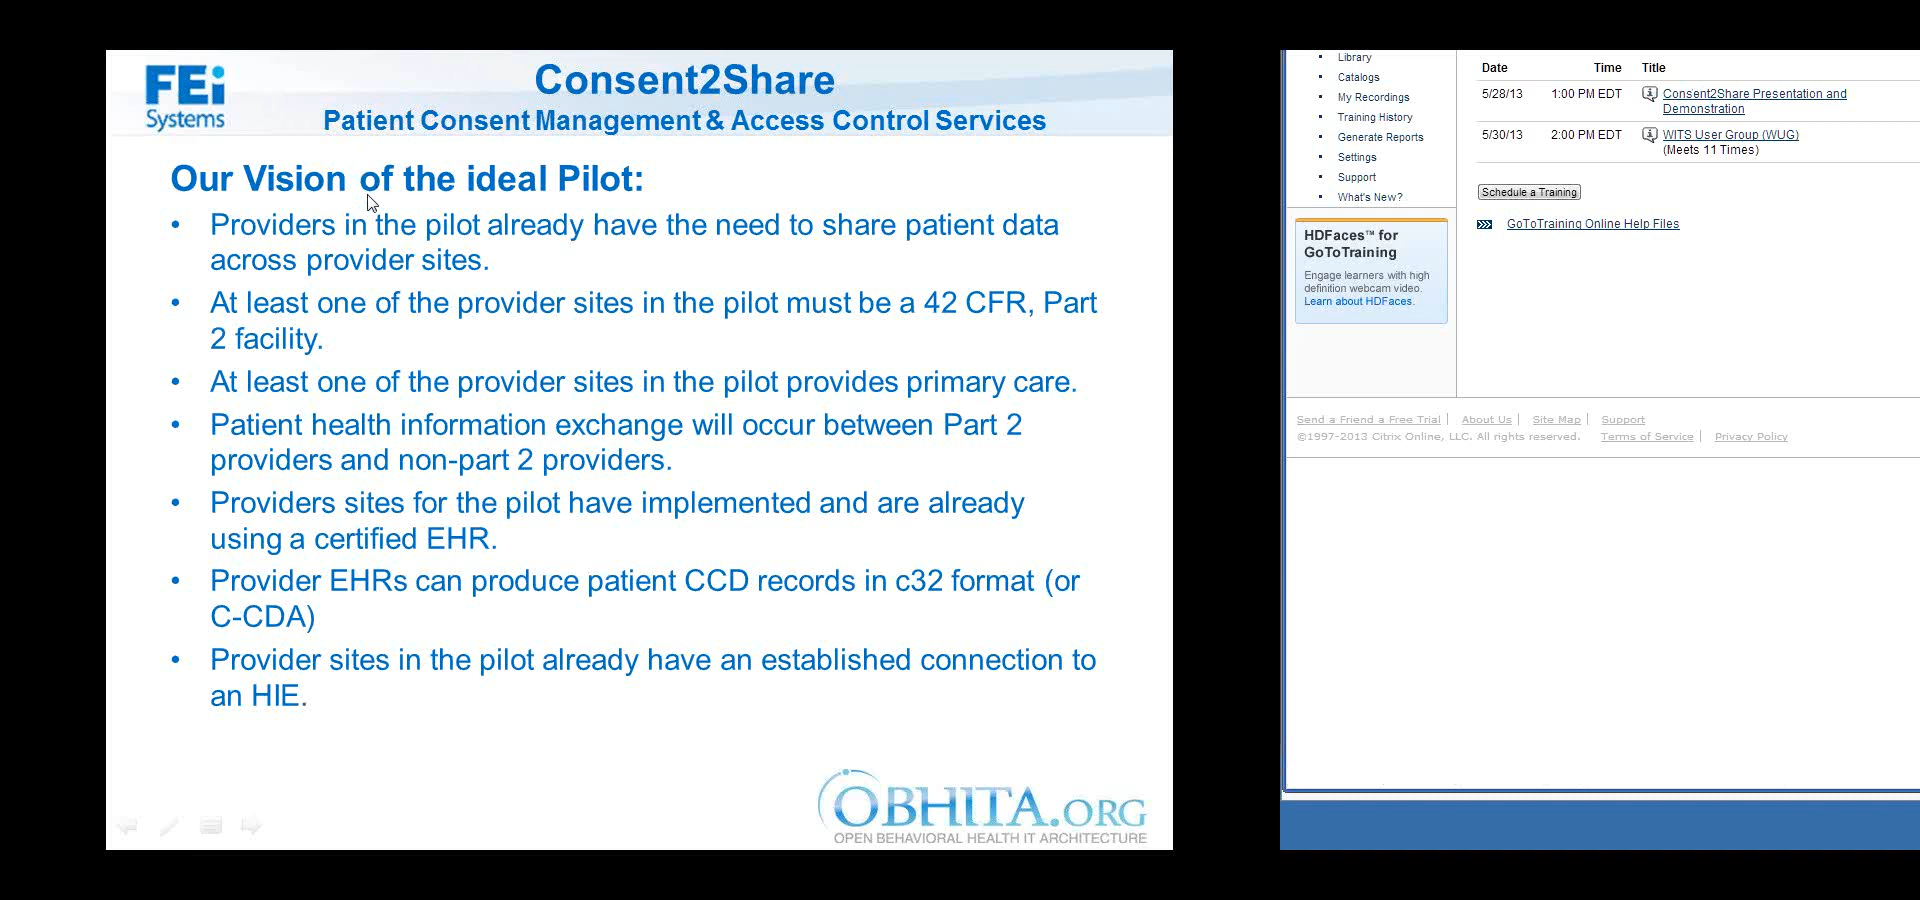 FEi
Systems
Consent2Share
Patient Consent Management & Access Control Services
Our Vision of the ideal Pilot:
• Providers in the pilot already have the need to share patient data
across provider sites.
• At least one of the provider sites in the pilot must be a 42 CFR, Part
2 facility.
• At least one of the provider sites in the pilot provides primary care.
• Patient health information exchange will occur between Part 2
providers and non-part 2 providers.
• Providers sites for the pilot have implemented and are already
using a certified EHR.
• Provider EHRs can produce patient CCD records in c32 format (or
C-CDA)
• Provider sites in the pilot already have an established connection to
an HIE.
OBHITA.ORG
OPEN BEHAVIORAL HEALTH IT ARCHITECTURE
Library
Catalogs
My Recordings
Training History
Generate Reports
Settings
Support
What's New?
HDFaces™ for
GoToTraining
Engage learners with high
definition webcam video.
Learn about HDFaces.
Date Time Title
5/28/13 1:00 PM EDT Consent2Share Presentation and
Demonstration
5/30/13 2:00 PM EDT WITS User Group (WUG)
(Meets 11 Times)
Schedule a Training
GoToTraining Online Help Files
Send a Friend a Free Trial | About Us | Site Map | Support
©1997-2013 Citrix Online, LLC. All rights reserved. Terms of Service | Privacy Policy